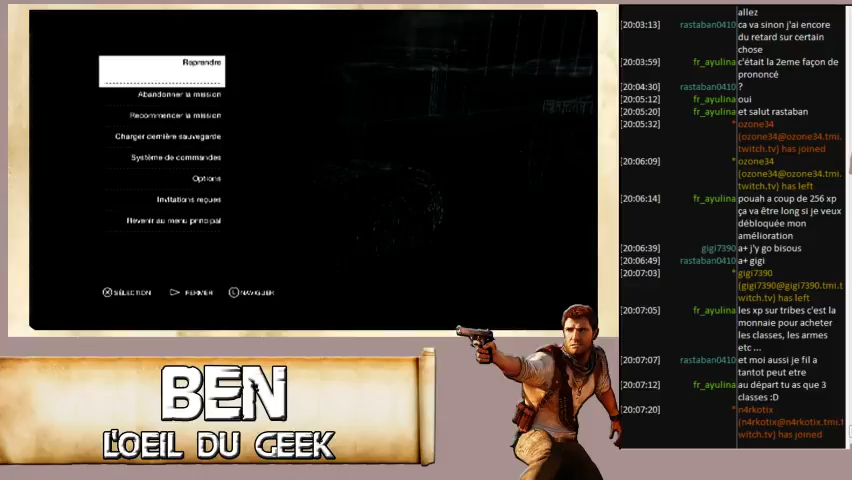 Reprendre
Abandonner la mission
Recommencer la mission
Charger dernière sauvegarde
Système de commandes
Options
Invitations reçues
Revenir au menu principal
SÉLECTION FERMER NAVIGUER
BEN
L'OEIL DU GEEK
allez
[20:03:13] rastaban0410 ca va sinon j'ai encore
du retard sur certain
chose
[20:03:59] fr_ayulina c'était la 2eme façon de
prononcé
[20:04:30] rastaban0410 ?
[20:05:12] fr_ayulina oui
[20:05:20] fr_ayulina et salut rastaban
[20:05:32] * ozone34
(ozone34@ozone34.tmi.
twitch.tv) has joined
[20:06:09] * ozone34
(ozone34@ozone34.tmi.
twitch.tv) has left
[20:06:14] fr_ayulina pouah a coup de 256 xp
ça va être long si je veux
débloquée mon
amélioration
[20:06:39] gigi7390 a+ j'y go bisous
[20:06:49] rastaban0410 a+ gigi
[20:07:03] * gigi7390
(gigi7390@gigi7390.tmi.t
witch.tv) has left
[20:07:05] fr_ayulina les xp sur tribes c'est la
monnaie pour acheter
les classes, les armes
etc ...
[20:07:07] rastaban0410 et moi aussi je fil a
tantot peut etre
[20:07:12] fr_ayulina au départ tu as que 3
classes :D
[20:07:20] * n4rkotix
(n4rkotix@n4rkotix.tmi.t
witch.tv) has joined